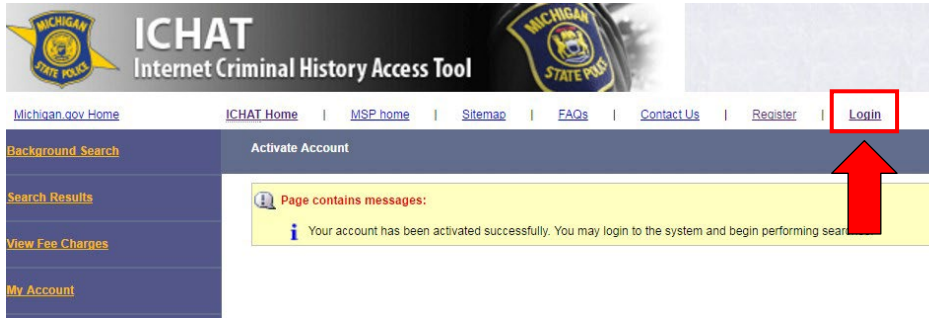 MICHIGAN
STATE POLICE
ICHAT
Internet Criminal History Access Tool
MICHIGAN
STATE POLICE
Michigan.gov Home
ICHAT Home | MSP home | Sitemap | FAQs | Contact Us | Register | Login
Background Search
Search Results
View Fee Charges
My Account
Activate Account
Page contains messages:
Your account has been activated successfully. You may login to the system and begin performing